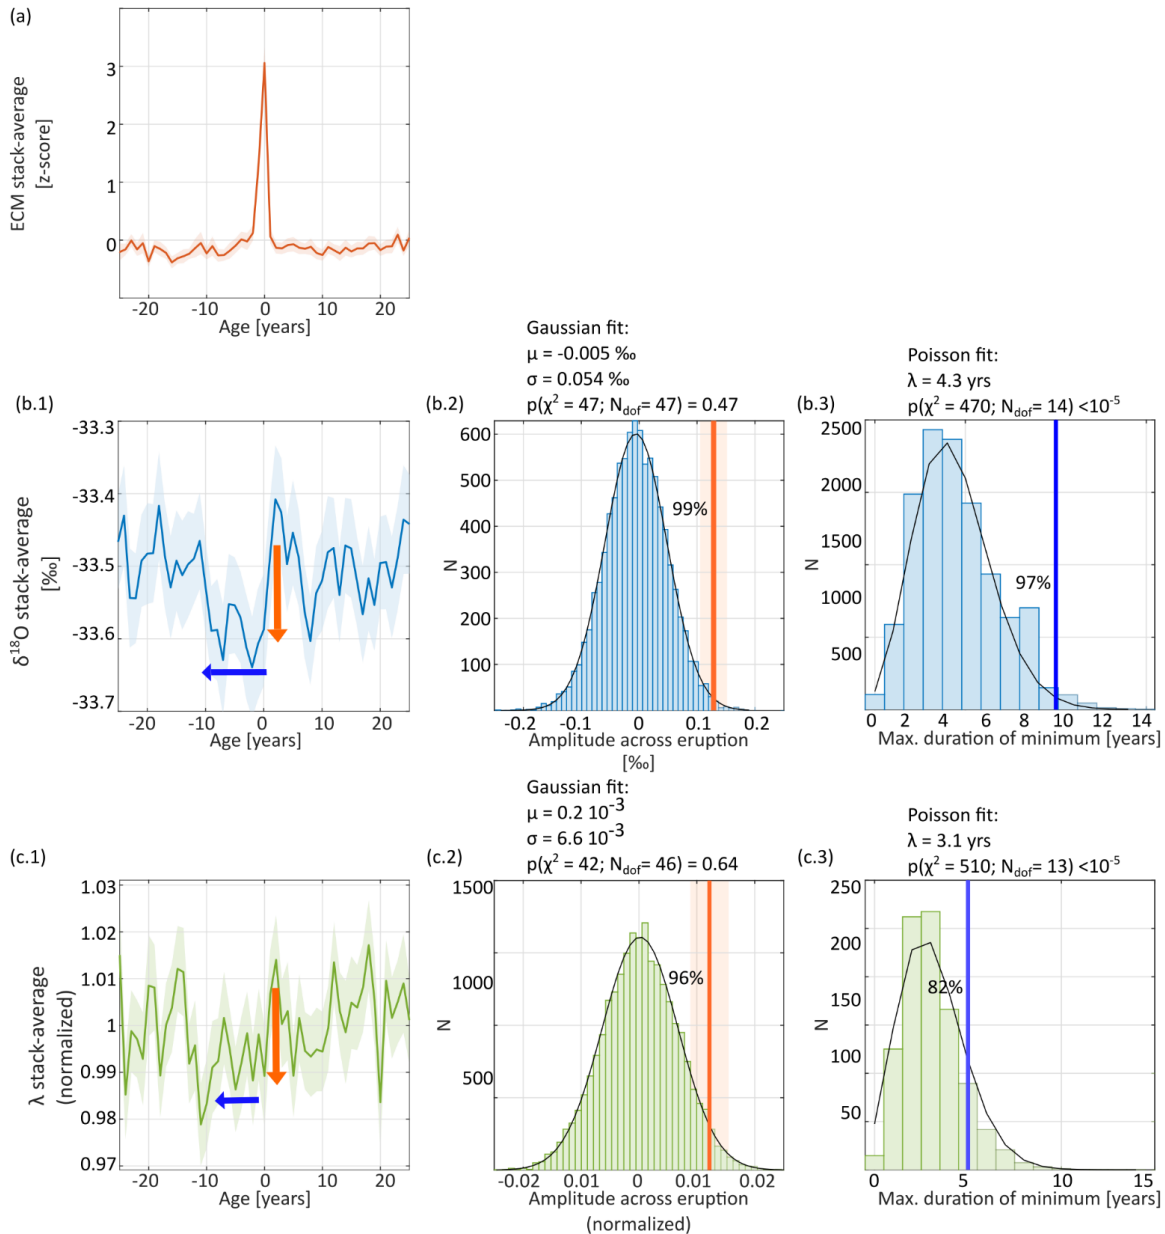 (a)
ECM stack-average
[z-score]
3
2
1
0
-20 -10 0 10 20
Age [years]
Gaussian fit:
μ = -0.005 ‰
σ = 0.054 ‰
p(χ² = 47; N_dof = 47) = 0.47
Poisson fit:
λ = 4.3 yrs
p(χ² = 470; N_dof = 14) <10⁻⁵
(b.1)
δ¹⁸O stack-average
[‰]
-33.3
-33.4
-33.5
-33.6
-33.7
-20 -10 0 10 20
Age [years]
(b.2)
N
600
500
400
300
200
100
99%
-0.2 -0.1 0 0.1 0.2
Amplitude across eruption
[‰]
(b.3)
N
2500
2000
1500
1000
500
97%
0 2 4 6 8 10 12 14
Max. duration of minimum [years]
Gaussian fit:
μ = 0.2 10⁻³
σ = 6.6 10⁻³
p(χ² = 42; N_dof = 46) = 0.64
Poisson fit:
λ = 3.1 yrs
p(χ² = 510; N_dof = 13) <10⁻⁵
(c.1)
λ stack-average
(normalized)
1.03
1.02
1.01
1
0.99
0.98
0.97
-20 -10 0 10 20
Age [years]
(c.2)
N
1500
1000
500
96%
-0.02 0.01 0 0.01 0.02
Amplitude across eruption
(normalized)
(c.3)
N
250
200
150
100
50
82%
0 5 10 15
Max. duration of minimum [years]